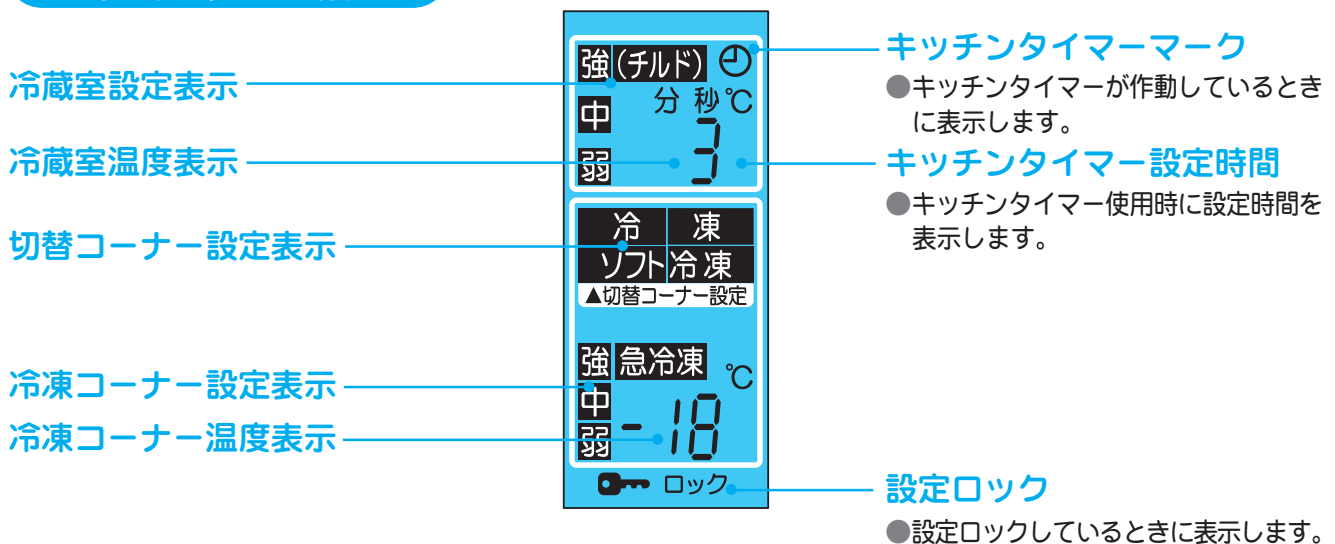 冷蔵室設定表示
冷蔵室温度表示
切替コーナー設定表示
冷凍コーナー設定表示
冷凍コーナー温度表示
強(チルド)
分 秒℃
中
3
弱
冷 凍
ソフト冷凍
▲切替コーナー設定
強 急冷凍
℃
中
-18
弱
ロック
キッチンタイマーマーク
●キッチンタイマーが作動しているとき
に表示します。
キッチンタイマー設定時間
●キッチンタイマー使用時に設定時間を
表示します。
設定ロック
●設定ロックしているときに表示します。